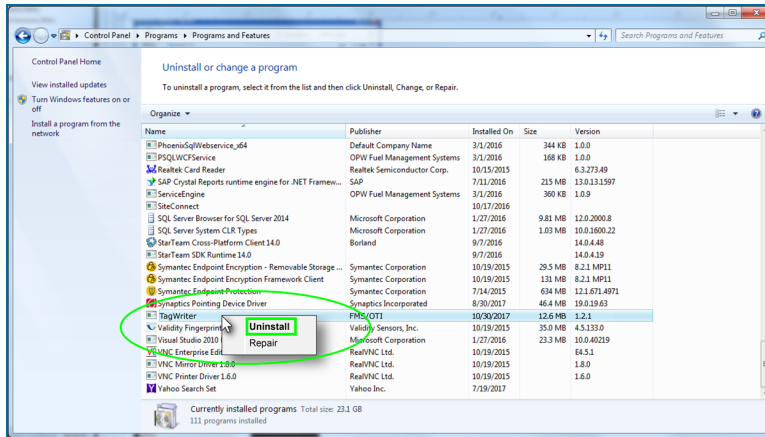 Control Panel ▸ Programs ▸ Programs and Features
Search Programs and Features
Control Panel Home
View installed updates
Turn Windows features on or
off
Install a program from the
network
Uninstall or change a program
To uninstall a program, select it from the list and then click Uninstall, Change, or Repair.
Organize
Name Publisher Installed On Size Version
PhoenixSqlWebservice_x64 Default Company Name 3/1/2016 344 KB 1.0.0
PSQLWCFService OPW Fuel Management Systems 3/1/2016 168 KB 1.0.0
Realtek Card Reader Realtek Semiconductor Corp. 10/15/2015 6.3.273.49
SAP Crystal Reports runtime engine for .NET Framew... SAP 7/11/2016 215 MB 13.0.13.1597
ServiceEngine OPW Fuel Management Systems 3/1/2016 360 KB 1.0.9
SiteConnect 10/17/2016
SQL Server Browser for SQL Server 2014 Microsoft Corporation 1/27/2016 9.81 MB 12.0.2000.8
SQL Server System CLR Types Microsoft Corporation 1/27/2016 1.03 MB 10.0.1600.22
StarTeam Cross-Platform Client 14.0 Borland 9/7/2016 14.0.4.48
StarTeam SDK Runtime 14.0 9/7/2016 14.0.4.19
Symantec Endpoint Encryption - Removable Storage ... Symantec Corporation 10/19/2015 29.5 MB 8.2.1 MP11
Symantec Endpoint Encryption Framework Client Symantec Corporation 10/19/2015 131 MB 8.2.1 MP11
Symantec Endpoint Protection Symantec Corporation 7/14/2015 634 MB 12.1.671.4971
Synaptics Pointing Device Driver Synaptics Incorporated 8/30/2017 46.4 MB 19.0.19.63
TagWriter FMS/OTI 10/30/2017 12.6 MB 1.2.1
Validity Fingerprint Validity Sensors, Inc. 10/19/2015 35.0 MB 4.5.133.0
Uninstall
Visual Studio 2010 Microsoft Corporation 1/27/2016 23.3 MB 10.0.40219
Repair
VNC Enterprise Edi RealVNC Ltd. 10/19/2015 E4.5.1
VNC Mirror Driver 1.8.0 RealVNC Ltd. 10/19/2015 1.8.0
VNC Printer Driver 1.6.0 RealVNC Ltd. 10/19/2015 1.6.0
Yahoo Search Set Yahoo Inc. 7/19/2017
Currently installed programs Total size: 23.1 GB
111 programs installed